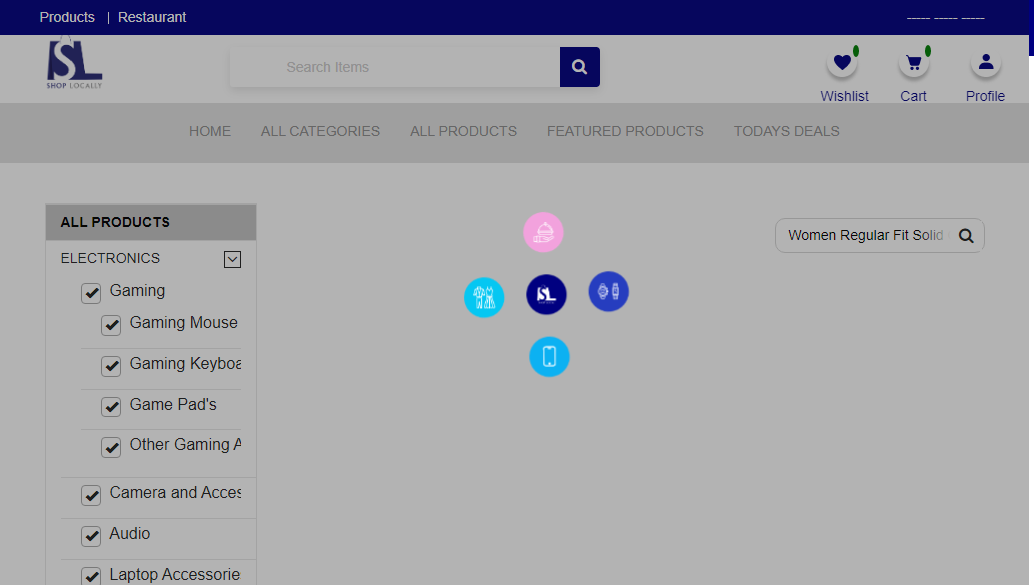 Products | Restaurant
----- ----- -----
SL
SHOP LOCALLY
Search Items
Wishlist Cart Profile
HOME ALL CATEGORIES ALL PRODUCTS FEATURED PRODUCTS TODAYS DEALS
ALL PRODUCTS
Women Regular Fit Solid
ELECTRONICS
Gaming
Gaming Mouse
Gaming Keyboa
Game Pad's
Other Gaming A
Camera and Acces
Audio
Laptop Accessorie
SL